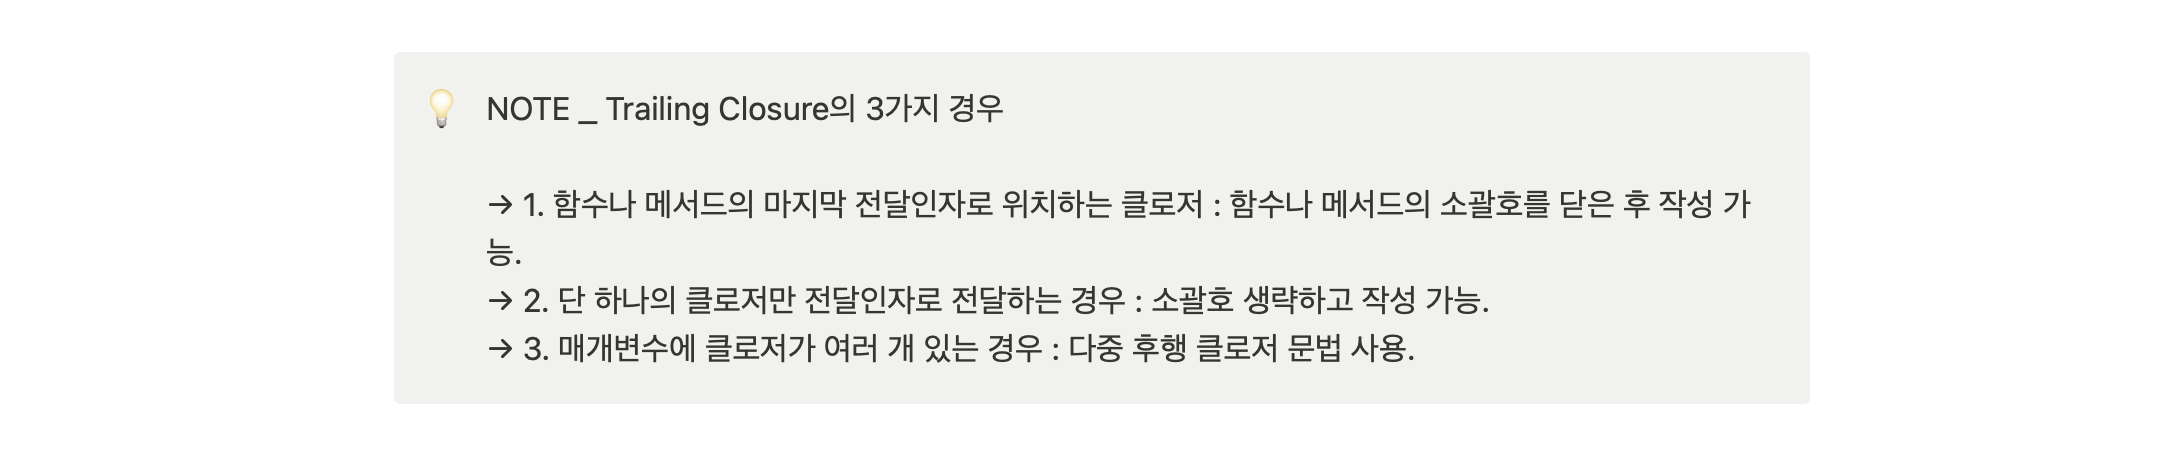 NOTE _ Trailing Closure의 3가지 경우
→ 1. 함수나 메서드의 마지막 전달인자로 위치하는 클로저 : 함수나 메서드의 소괄호를 닫은 후 작성 가
능.
→ 2. 단 하나의 클로저만 전달인자로 전달하는 경우 : 소괄호 생략하고 작성 가능.
→ 3. 매개변수에 클로저가 여러 개 있는 경우 : 다중 후행 클로저 문법 사용.